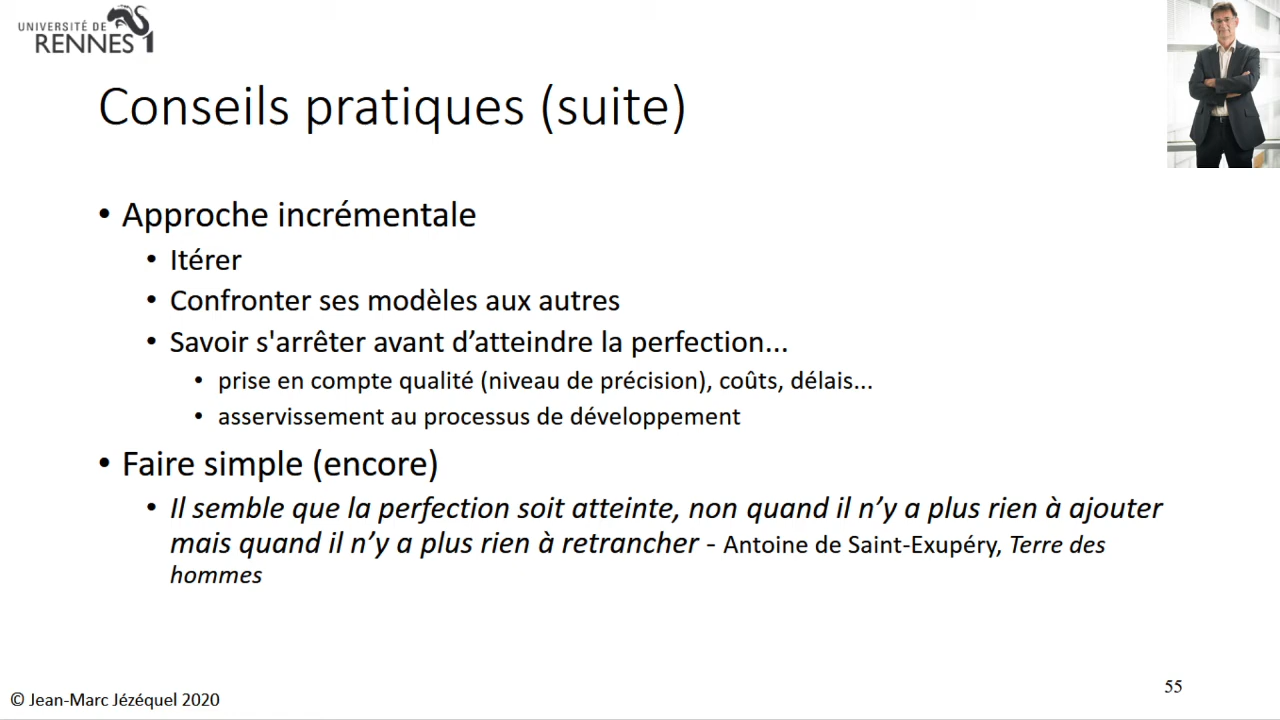 UNIVERSITÉ DE
RENNES 1
Conseils pratiques (suite)
• Approche incrémentale
• Itérer
• Confronter ses modèles aux autres
• Savoir s'arrêter avant d’atteindre la perfection...
• prise en compte qualité (niveau de précision), coûts, délais...
• asservissement au processus de développement
• Faire simple (encore)
• Il semble que la perfection soit atteinte, non quand il n’y a plus rien à ajouter
mais quand il n’y a plus rien à retrancher - Antoine de Saint-Exupéry, Terre des
hommes
55
© Jean-Marc Jézéquel 2020